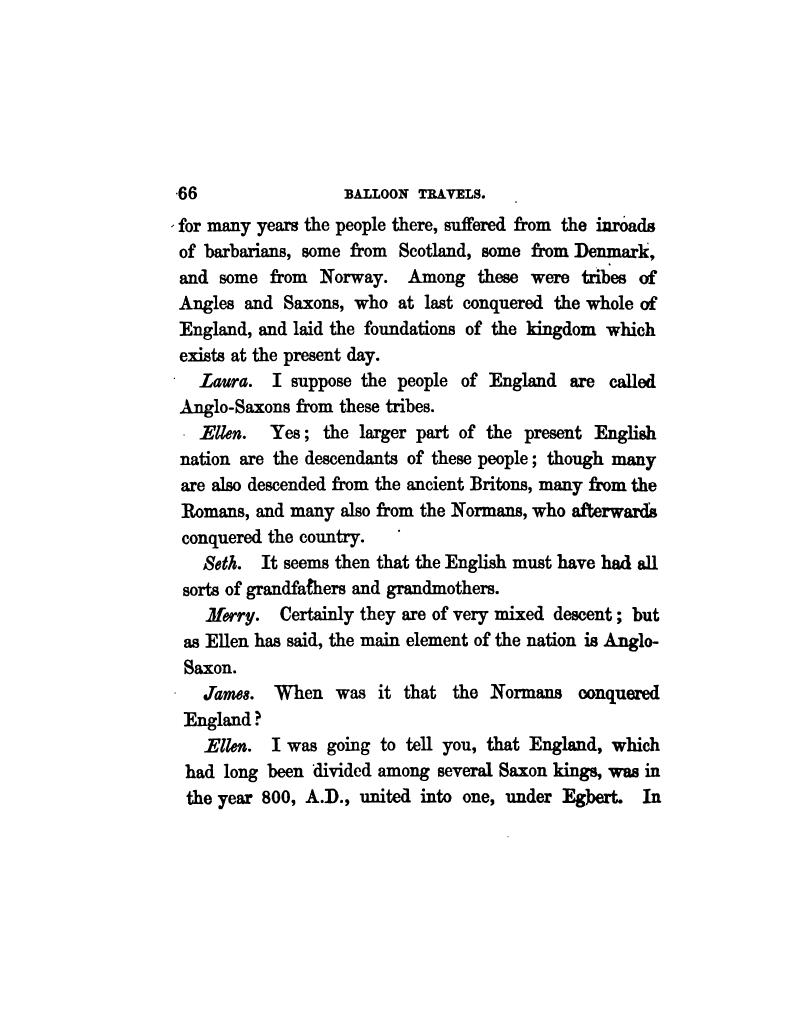 66 BALLOON TRAVELS.
for many years the people there, suffered from the inroads
of barbarians, some from Scotland, some from Denmark,
and some from Norway. Among these were tribes of
Angles and Saxons, who at last conquered the whole of
England, and laid the foundations of the kingdom which
exists at the present day.
Laura. I suppose the people of England are called
Anglo-Saxons from these tribes.
Ellen. Yes; the larger part of the present English
nation are the descendants of these people; though many
are also descended from the ancient Britons, many from the
Romans, and many also from the Normans, who afterwards
conquered the country.
Seth. It seems then that the English must have had all
sorts of grandfathers and grandmothers.
Merry. Certainly they are of very mixed descent; but
as Ellen has said, the main element of the nation is Anglo-
Saxon.
James. When was it that the Normans conquered
England?
Ellen. I was going to tell you, that England, which
had long been divided among several Saxon kings, was in
the year 800, A.D., united into one, under Egbert. In